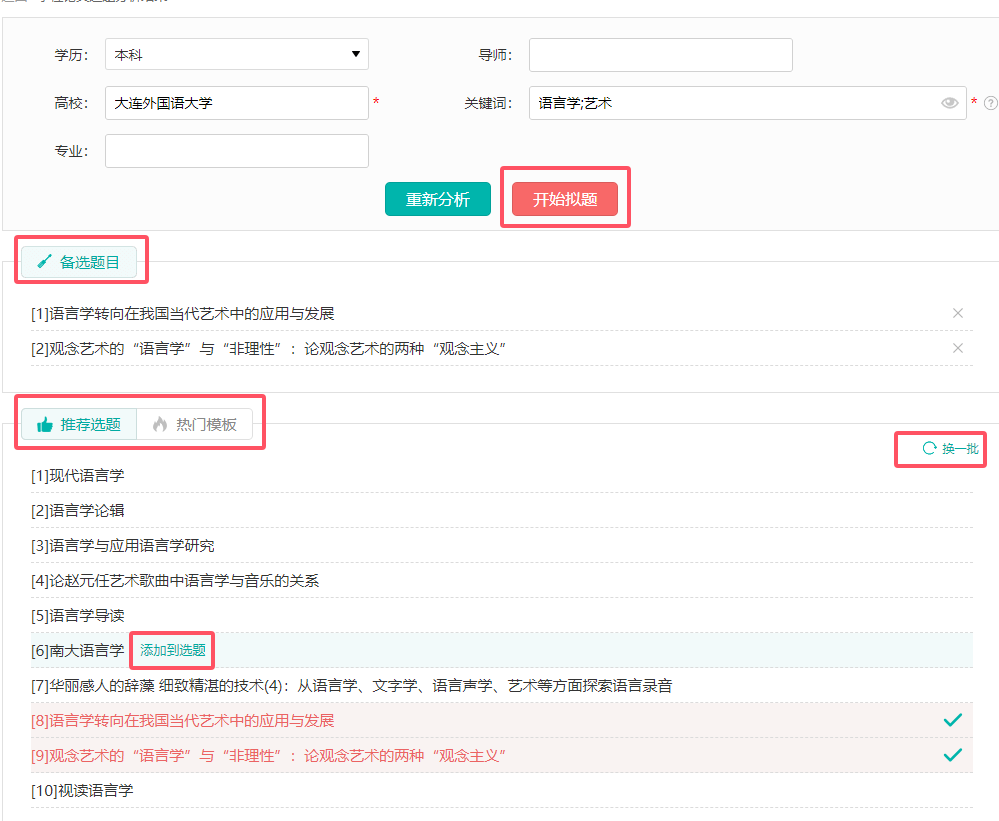 学历： 本科 导师：
高校： 大连外国语大学 * 关键词： 语言学;艺术 * ?
专业：
重新分析 开始拟题
备选题目
[1]语言学转向在我国当代艺术中的应用与发展
[2]观念艺术的“语言学”与“非理性”：论观念艺术的两种“观念主义”
推荐选题 热门模板
换一批
[1]现代语言学
[2]语言学论辑
[3]语言学与应用语言学研究
[4]论赵元任艺术歌曲中语言学与音乐的关系
[5]语言学导读
[6]南大语言学 添加到选题
[7]华丽感人的辞藻 细致精湛的技术(4)：从语言学、文字学、语言声学、艺术等方面探索语言录音
[8]语言学转向在我国当代艺术中的应用与发展
[9]观念艺术的“语言学”与“非理性”：论观念艺术的两种“观念主义”
[10]视读语言学